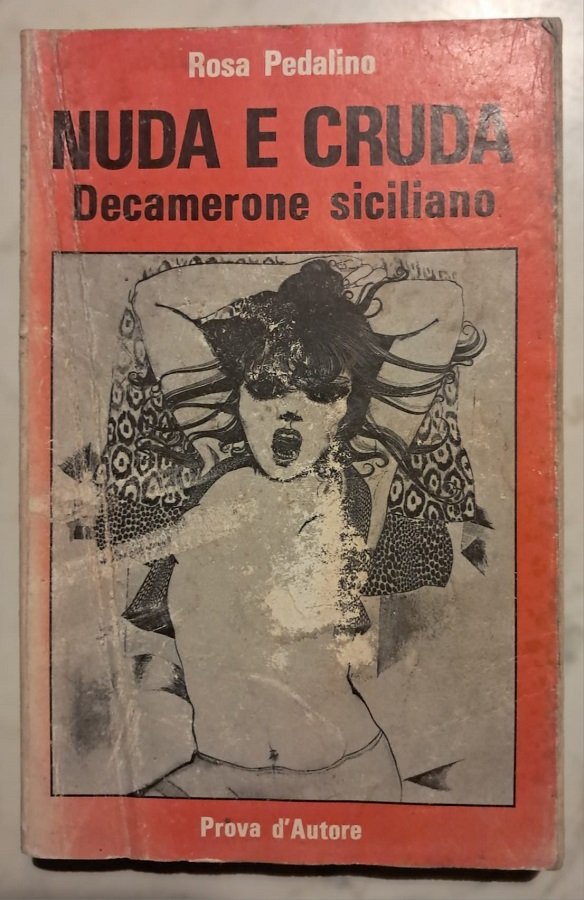 Rosa Pedalino
NUDA E CRUDA
Decamerone siciliano
Prova d'Autore